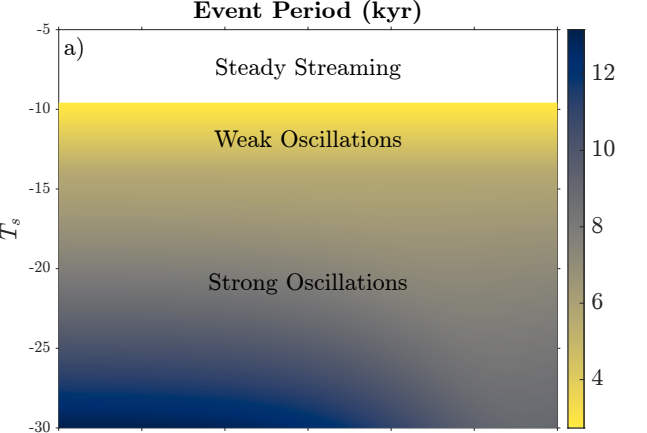 Event Period (kyr)
a)
Steady Streaming
Weak Oscillations
Strong Oscillations
T_s
-5
-10
-15
-20
-25
-30
12
10
8
6
4